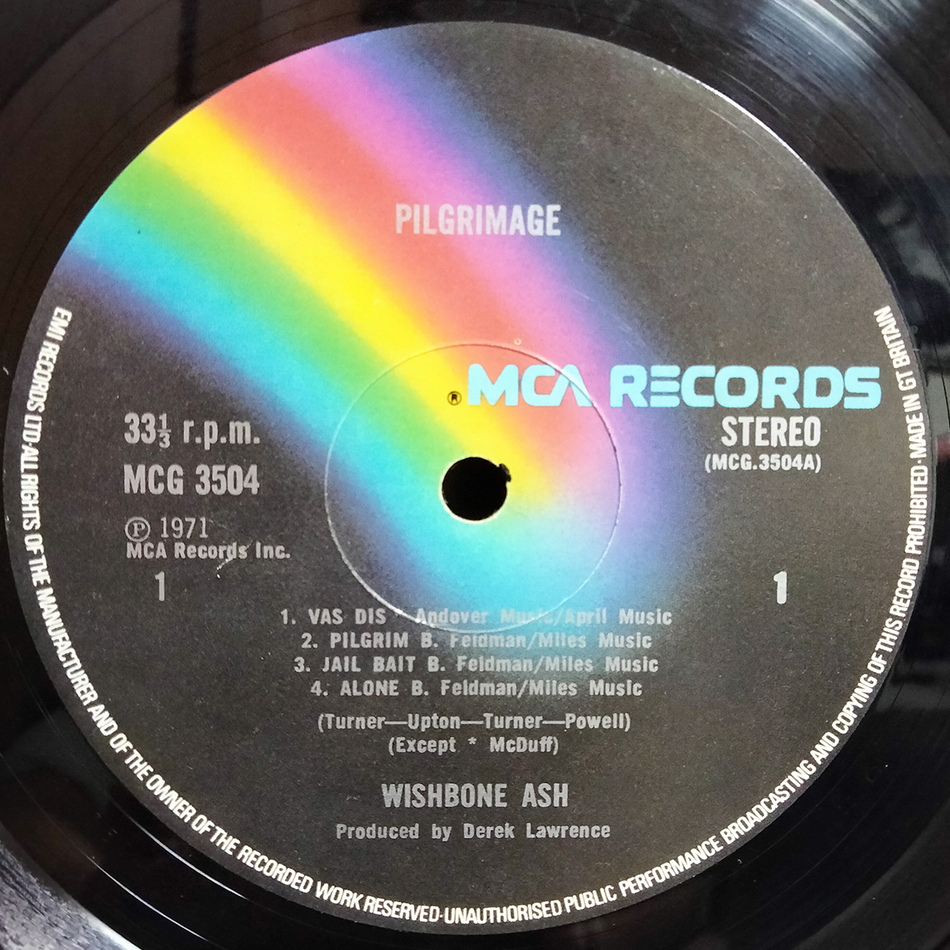 PILGRIMAGE
® MCA RECORDS
STEREO
(MCG.3504A)
33⅓ r.p.m.
MCG 3504
℗ 1971
MCA Records Inc.
1
1
1. VAS DIS * Andover Music/April Music
2. PILGRIM B. Feldman/Miles Music
3. JAIL BAIT B. Feldman/Miles Music
4. ALONE B. Feldman/Miles Music
(Turner—Upton—Turner—Powell)
(Except * McDuff)
WISHBONE ASH
Produced by Derek Lawrence
EMI RECORDS LTD·ALL RIGHTS OF THE MANUFACTURER AND OF THE OWNER OF THE RECORDED WORK RESERVED·UNAUTHORISED PUBLIC PERFORMANCE BROADCASTING AND COPYING OF THIS RECORD PROHIBITED·MADE IN GT BRITAIN